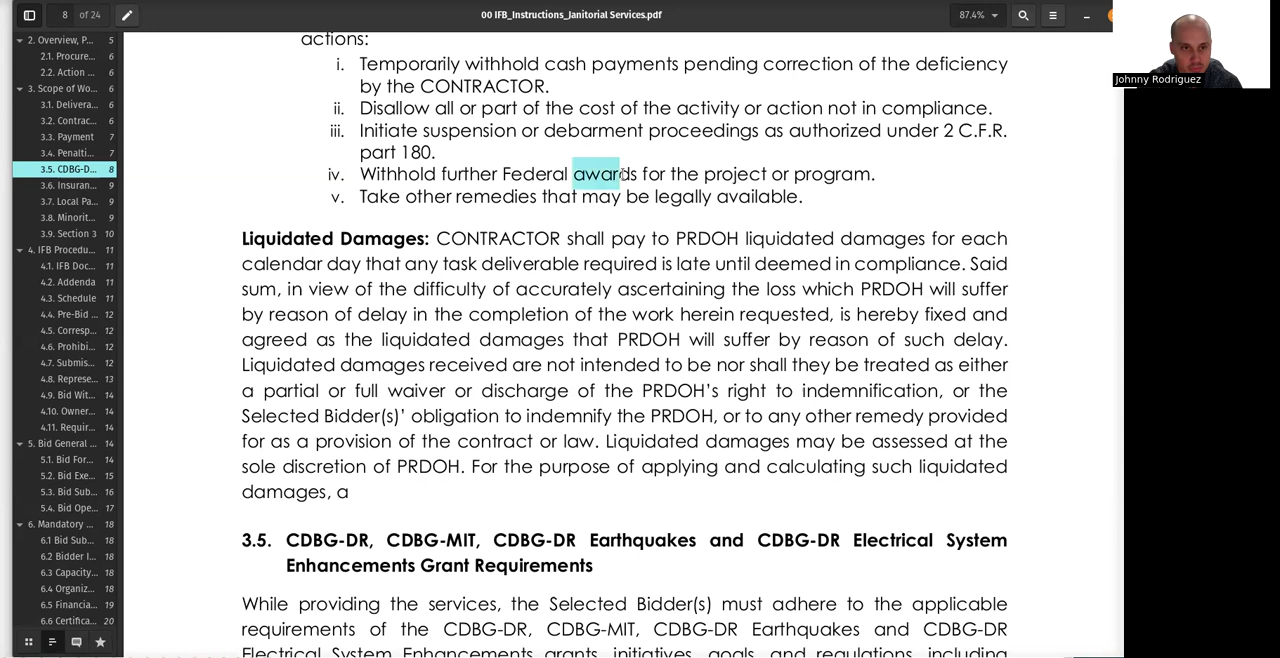 8 of 24
00 IFB_Instructions_Janitorial Services.pdf
87.4%
Johnny Rodriguez
2. Overview, P... 5
2.1. Procure... 6
2.2. Action ... 6
3. Scope of Wo... 6
3.1. Delivera... 6
3.2. Contrac... 6
3.3. Payment 7
3.4. Penalti... 7
3.5. CDBG-D... 8
3.6. Insuran... 9
3.7. Local Pa... 9
3.8. Minorit... 9
3.9. Section 3 10
4. IFB Procedu... 11
4.1. IFB Doc... 11
4.2. Addenda 11
4.3. Schedule 11
4.4. Pre-Bid ... 12
4.5. Corresp... 12
4.6. Prohibi... 12
4.7. Submis... 12
4.8. Represe... 13
4.9. Bid Wit... 14
4.10. Owner... 14
4.11. Requir... 14
5. Bid General ... 14
5.1. Bid For... 14
5.2. Bid Exe... 15
5.3. Bid Sub... 16
5.4. Bid Ope... 17
6. Mandatory ... 18
6.1 Bid Sub... 18
6.2 Bidder I... 18
6.3 Capacity... 18
6.4 Organiz... 18
6.5 Financia... 19
6.6 Certifica... 20
actions:
i. Temporarily withhold cash payments pending correction of the deficiency
by the CONTRACTOR.
ii. Disallow all or part of the cost of the activity or action not in compliance.
iii. Initiate suspension or debarment proceedings as authorized under 2 C.F.R.
part 180.
iv. Withhold further Federal awards for the project or program.
v. Take other remedies that may be legally available.
Liquidated Damages: CONTRACTOR shall pay to PRDOH liquidated damages for each
calendar day that any task deliverable required is late until deemed in compliance. Said
sum, in view of the difficulty of accurately ascertaining the loss which PRDOH will suffer
by reason of delay in the completion of the work herein requested, is hereby fixed and
agreed as the liquidated damages that PRDOH will suffer by reason of such delay.
Liquidated damages received are not intended to be nor shall they be treated as either
a partial or full waiver or discharge of the PRDOH's right to indemnification, or the
Selected Bidder(s)' obligation to indemnify the PRDOH, or to any other remedy provided
for as a provision of the contract or law. Liquidated damages may be assessed at the
sole discretion of PRDOH. For the purpose of applying and calculating such liquidated
damages, a
3.5. CDBG-DR, CDBG-MIT, CDBG-DR Earthquakes and CDBG-DR Electrical System
Enhancements Grant Requirements
While providing the services, the Selected Bidder(s) must adhere to the applicable
requirements of the CDBG-DR, CDBG-MIT, CDBG-DR Earthquakes and CDBG-DR
Electrical System Enhancements grants, initiatives, goals, and regulations, including